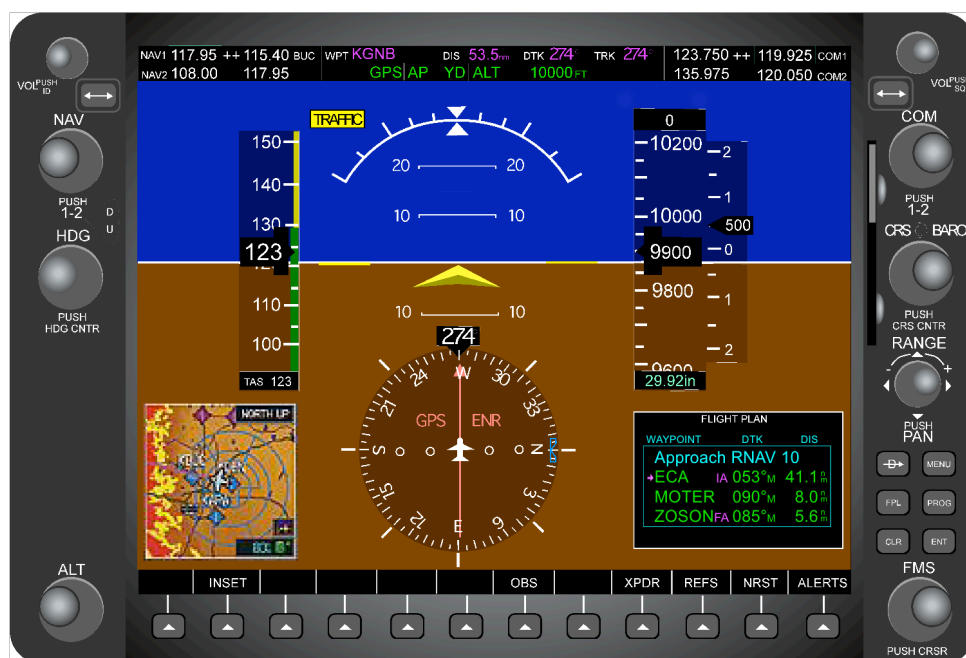 NAV1 117.95 ++ 115.40 BUC WPT KGNB DIS 53.5nm DTK 274° TRK 274° 123.750 ++ 119.925 COM1
NAV2 108.00 117.95 GPS AP YD ALT 10000 FT 135.975 120.050 COM2
VOL PUSH ID
VOL PUSH SQ
NAV
COM
PUSH
1-2
PUSH
1-2
D
U
HDG
CRS BARO
PUSH
HDG CNTR
PUSH
CRS CNTR
RANGE
- +
PUSH
PAN
TRAFFIC
150
140
130
123
110
100
TAS 123
20 20
10 10
10 10
0
10200
10000
9900
9800
9600
29.92in
2
1
500
0
1
2
274°
24 W 30
21 33
GPS ENR
S N
15
12 E 6
NORTH UP
FLIGHT PLAN
WAYPOINT DTK DIS
Approach RNAV 10
ECA IA 053°M 41.1nm
MOTER 090°M 8.0nm
ZOSON FA 085°M 5.6nm
D MENU
FPL PROG
CLR ENT
ALT
FMS
INSET OBS XPDR REFS NRST ALERTS
PUSH CRSR